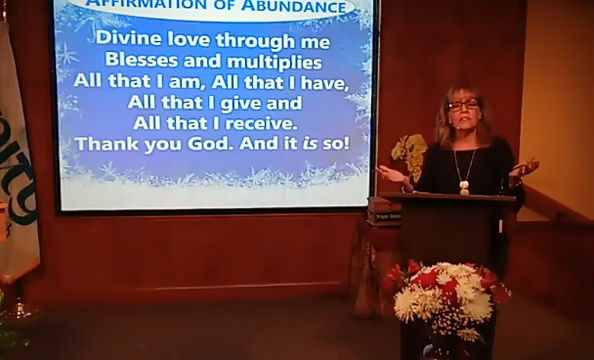 AFFIRMATION OF ABUNDANCE
Divine love through me
Blesses and multiplies
All that I am, All that I have,
All that I give and
All that I receive.
Thank you God. And it is so!
Prayer